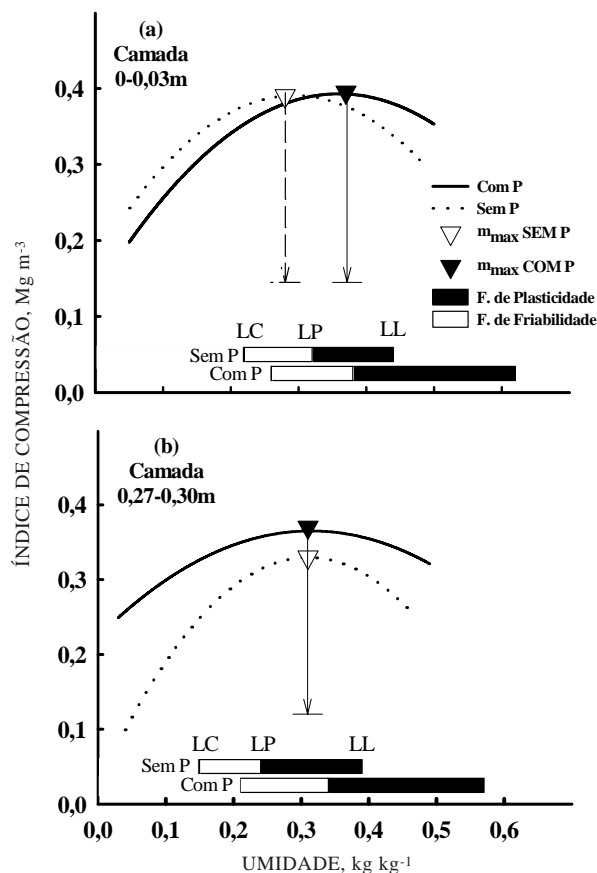 (a)
Camada
0-0,03m
0,4
0,3
0,2
0,1
0,0
Com P
Sem P
m max SEM P
m max COM P
F. de Plasticidade
F. de Friabilidade
LC LP LL
Sem P
Com P
ÍNDICE DE COMPRESSÃO, Mg m-3
(b)
Camada
0,27-0,30m
0,4
0,3
0,2
0,1
0,0
LC LP LL
Sem P
Com P
0,0 0,1 0,2 0,3 0,4 0,5 0,6
UMIDADE, kg kg-1